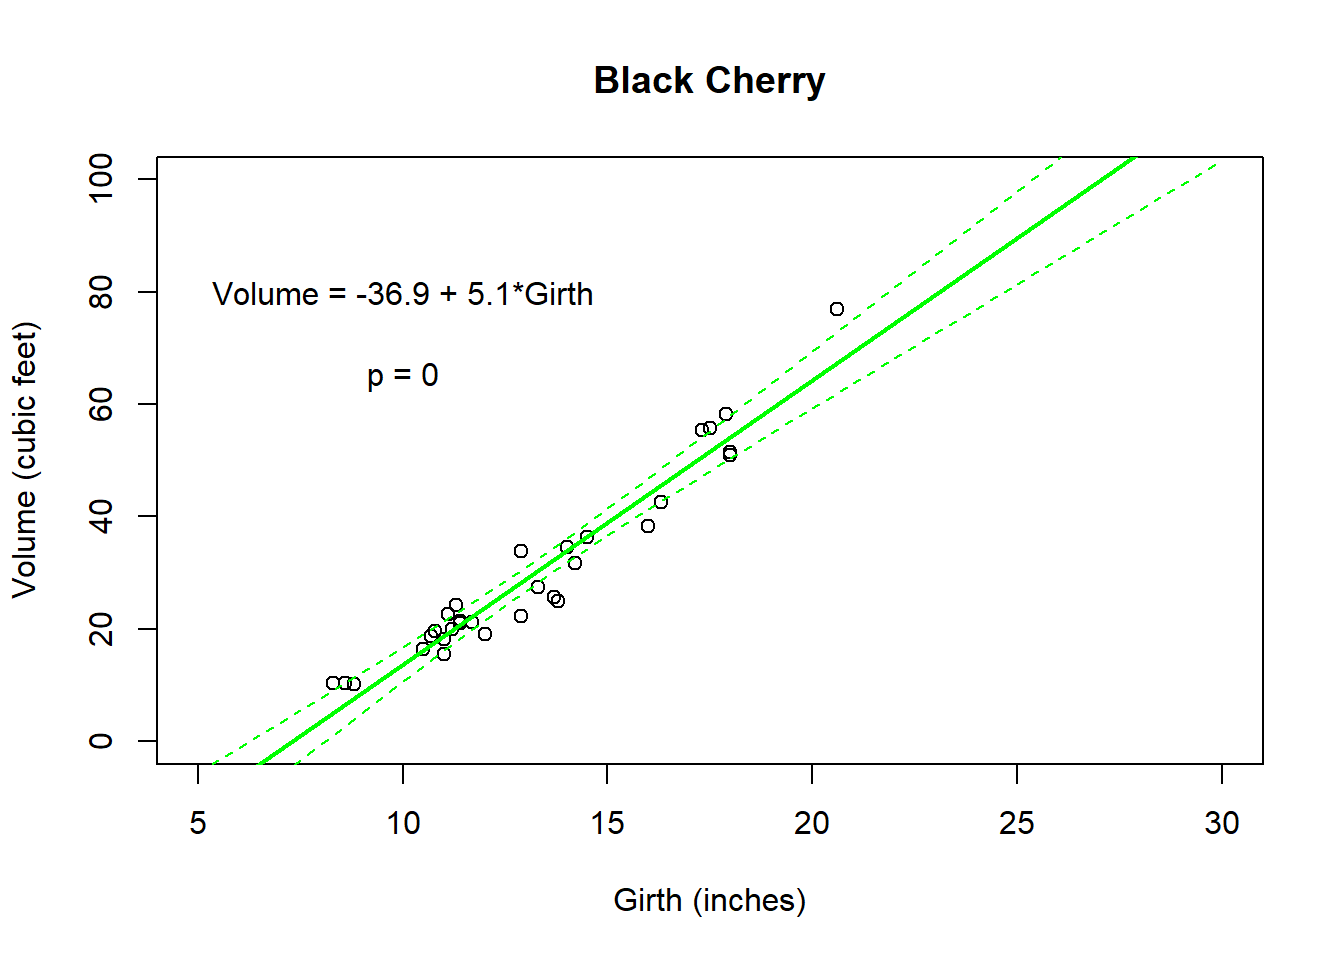 Black Cherry
Volume (cubic feet)
100
80
60
40
20
0
Volume = -36.9 + 5.1*Girth
p = 0
5 10 15 20 25 30
Girth (inches)